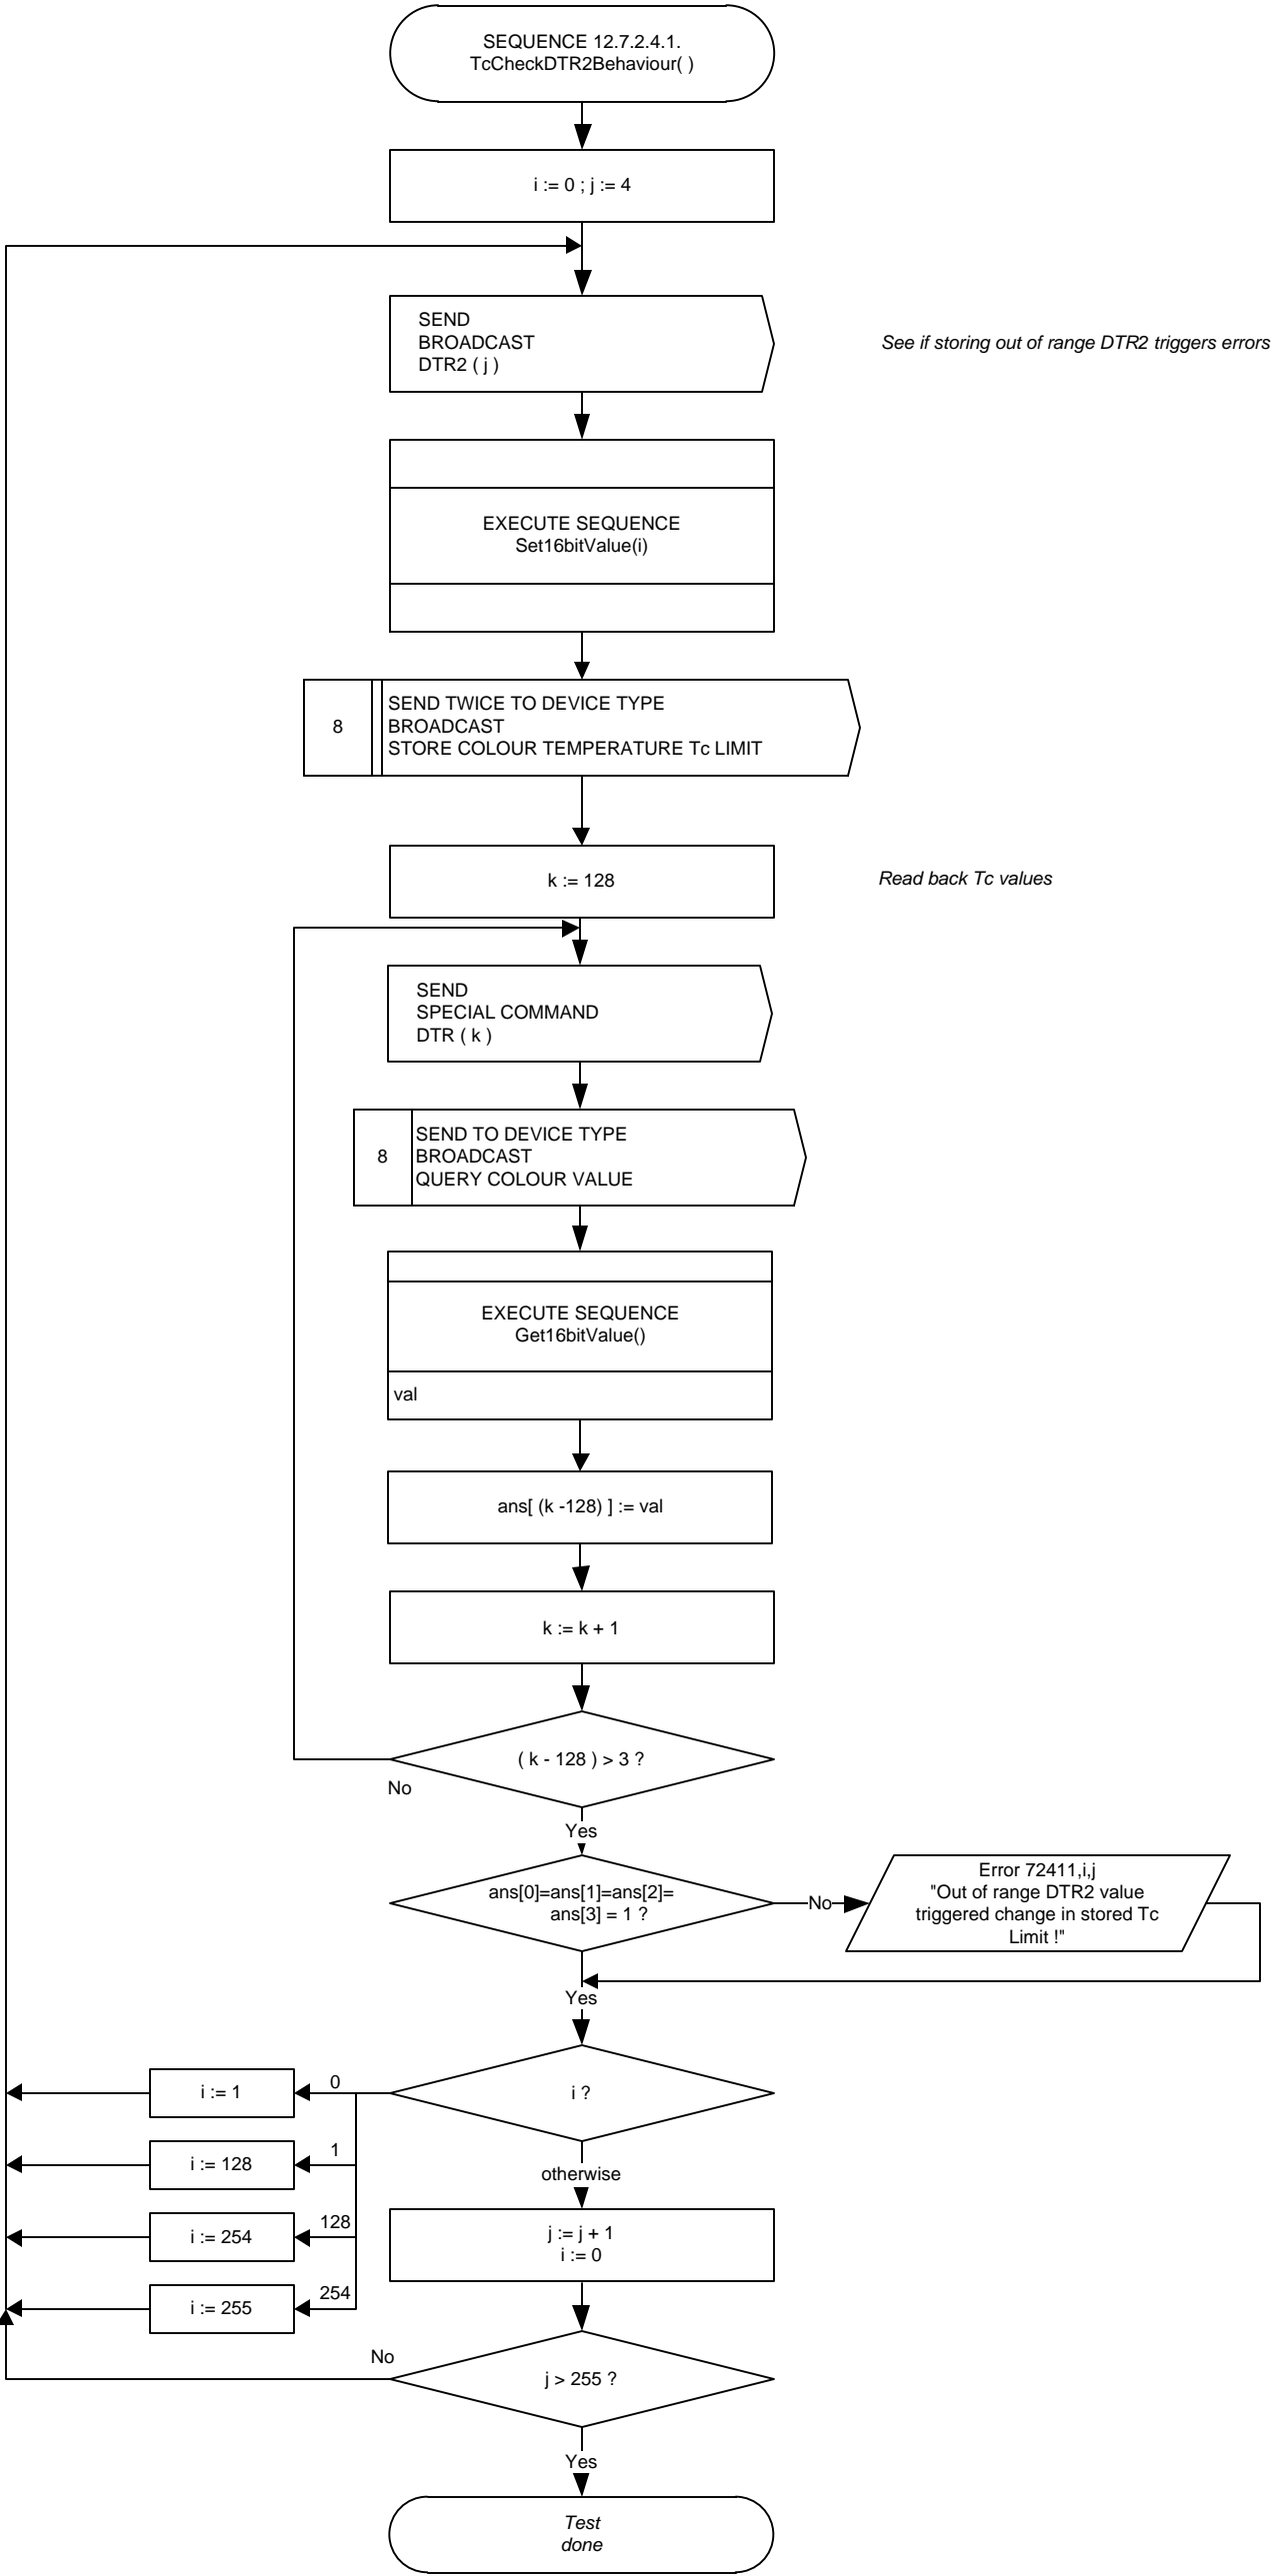 SEQUENCE 12.7.2.4.1.
TcCheckDTR2Behaviour( )
i := 0 ; j := 4
SEND
BROADCAST
DTR2 ( j )
See if storing out of range DTR2 triggers errors
EXECUTE SEQUENCE
Set16bitValue(i)
8
SEND TWICE TO DEVICE TYPE
BROADCAST
STORE COLOUR TEMPERATURE Tc LIMIT
k := 128
Read back Tc values
SEND
SPECIAL COMMAND
DTR ( k )
8
SEND TO DEVICE TYPE
BROADCAST
QUERY COLOUR VALUE
EXECUTE SEQUENCE
Get16bitValue()
val
ans[ (k -128) ] := val
k := k + 1
( k - 128 ) > 3 ?
No
Yes
ans[0]=ans[1]=ans[2]=
ans[3] = 1 ?
No
Error 72411,i,j
"Out of range DTR2 value
triggered change in stored Tc
Limit !"
Yes
i ?
0
i := 1
1
i := 128
128
i := 254
254
i := 255
otherwise
j := j + 1
i := 0
No
j > 255 ?
Yes
Test
done